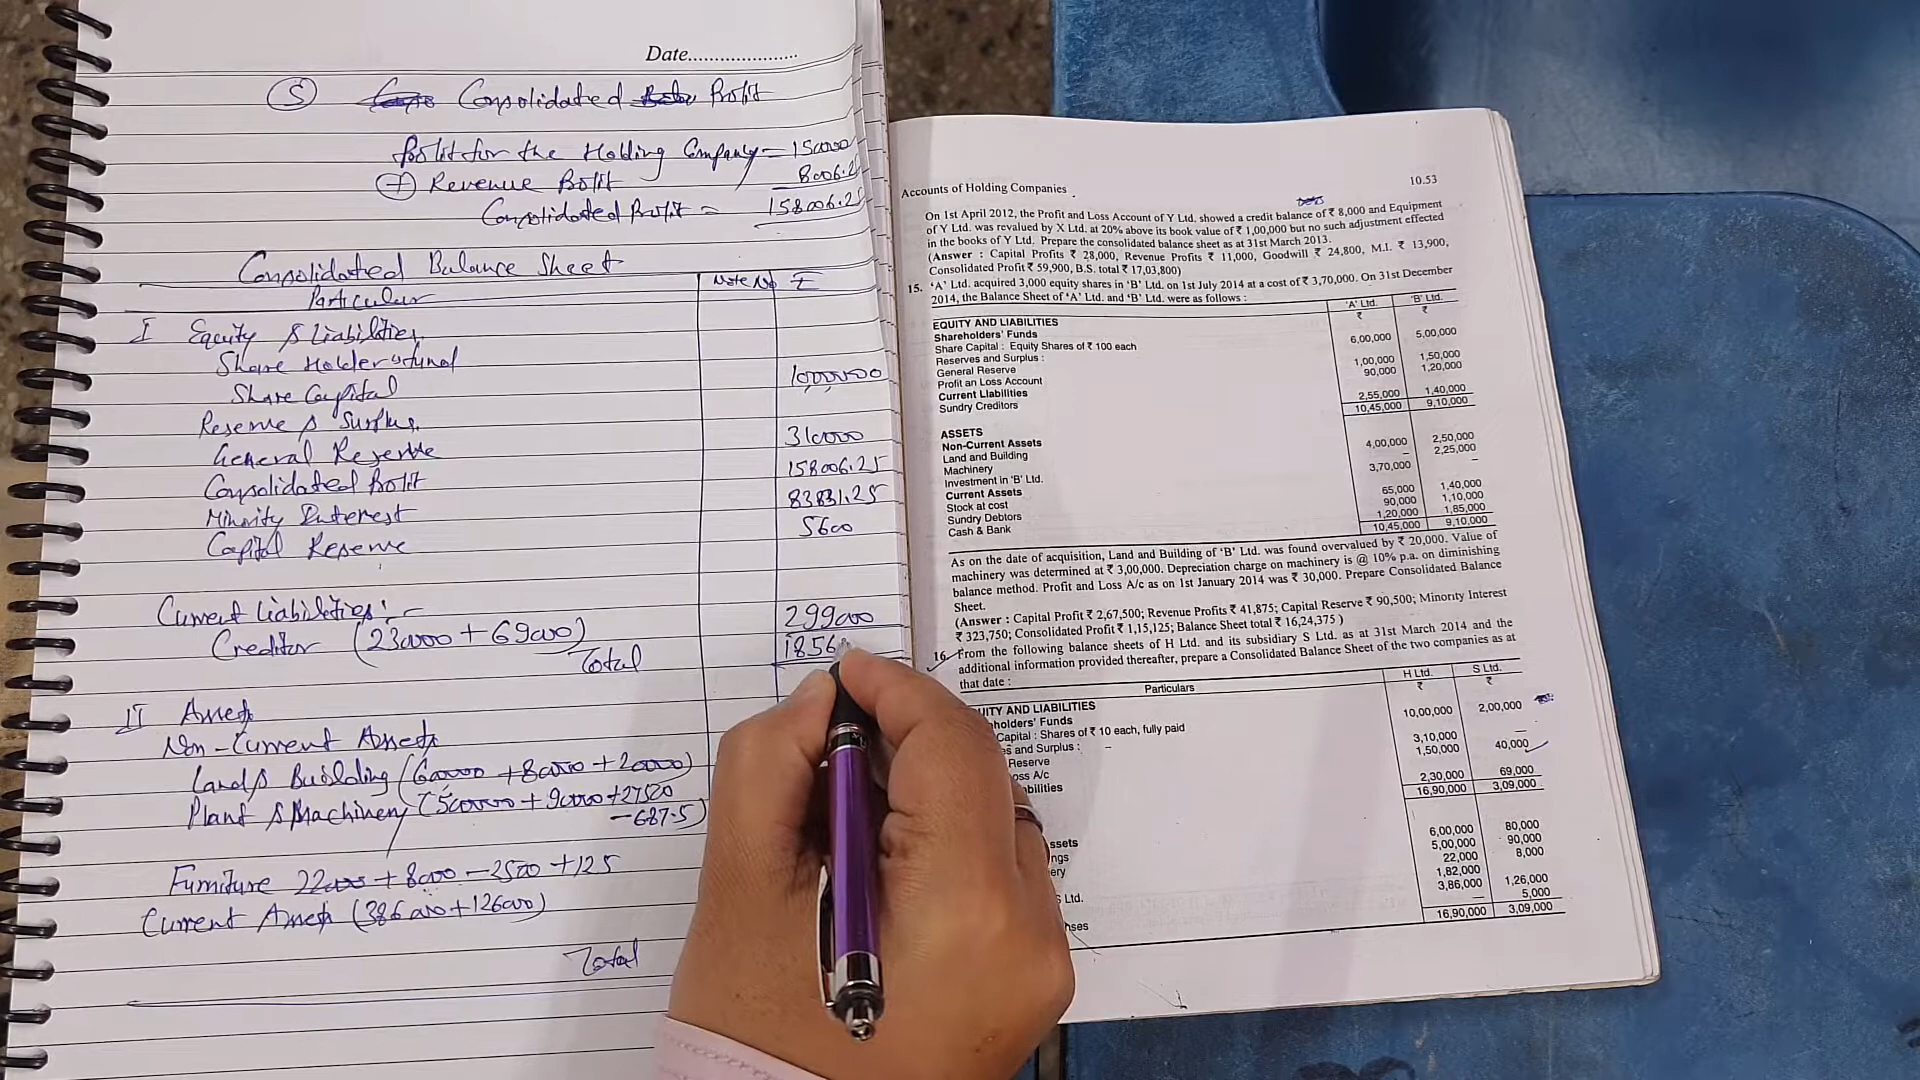 Date......................
S Consolidated Profit
Profit for the Holding Company = 150000
+ Revenue Profit 8006.25
Consolidated Profit = 158006.25
Consolidated Balance Sheet
Particular Note No ₹
I Equity & Liabilities
Share Holder's fund
Share Capital 1000000
Reserve & Surplus.
General Reserve 310000
Consolidated Profit 158006.25
Minority Interest 83831.25
Capital Reserve 5600
Current Liabilities :-
Creditor (230000 + 69000) 299000
Total 1856
II Assets
Non-Current Assets
Land & Building (600000 + 80000 + 20000)
Plant & Machinery (500000 + 90000 + 27500
- 687.5)
Furniture 22000 + 8000 - 2500 + 125
Current Assets (386000 + 126000)
Total
Accounts of Holding Companies 10.53
On 1st April 2012, the Profit and Loss Account of Y Ltd. showed a credit balance of ₹ 8,000 and Equipment
of Y Ltd. was revalued by X Ltd. at 20% above its book value of ₹ 1,00,000 but no such adjustment effected
in the books of Y Ltd. Prepare the consolidated balance sheet as at 31st March 2013.
(Answer : Capital Profits ₹ 28,000, Revenue Profits ₹ 11,000, Goodwill ₹ 24,800, M.I. ₹ 13,900,
Consolidated Profit ₹ 59,900, B.S. total ₹ 17,03,800)
15. 'A' Ltd. acquired 3,000 equity shares in 'B' Ltd. on 1st July 2014 at a cost of ₹ 3,70,000. On 31st December
2014, the Balance Sheet of 'A' Ltd. and 'B' Ltd. were as follows :
'A' Ltd. 'B' Ltd.
₹ ₹
EQUITY AND LIABILITIES
Shareholders' Funds
Share Capital : Equity Shares of ₹ 100 each 6,00,000 5,00,000
Reserves and Surplus :
General Reserve 1,00,000 1,50,000
Profit an Loss Account 90,000 1,20,000
Current Liabilities
Sundry Creditors 2,55,000 1,40,000
10,45,000 9,10,000
ASSETS
Non-Current Assets
Land and Building 4,00,000 2,50,000
Machinery – 2,25,000
Investment in 'B' Ltd. 3,70,000 –
Current Assets
Stock at cost 65,000 1,40,000
Sundry Debtors 90,000 1,10,000
Cash & Bank 1,20,000 1,85,000
10,45,000 9,10,000
As on the date of acquisition, Land and Building of 'B' Ltd. was found overvalued by ₹ 20,000. Value of
machinery was determined at ₹ 3,00,000. Depreciation charge on machinery is @ 10% p.a. on diminishing
balance method. Profit and Loss A/c as on 1st January 2014 was ₹ 30,000. Prepare Consolidated Balance
Sheet.
(Answer : Capital Profit ₹ 2,67,500; Revenue Profits ₹ 41,875; Capital Reserve ₹ 90,500; Minority Interest
₹ 323,750; Consolidated Profit ₹ 1,15,125; Balance Sheet total ₹ 16,24,375 )
16. From the following balance sheets of H Ltd. and its subsidiary S Ltd. as at 31st March 2014 and the
additional information provided thereafter, prepare a Consolidated Balance Sheet of the two companies as at
that date :
Particulars H Ltd. S Ltd.
₹ ₹
UITY AND LIABILITIES
holders' Funds
Capital : Shares of ₹ 10 each, fully paid 10,00,000 2,00,000
es and Surplus : –
Reserve 3,10,000 –
oss A/c 1,50,000 40,000
abilities
2,30,000 69,000
16,90,000 3,09,000
ssets
6,00,000 80,000
ngs 5,00,000 90,000
ery 22,000 8,000
1,82,000
S Ltd. 3,86,000 1,26,000
– 5,000
nses 16,90,000 3,09,000